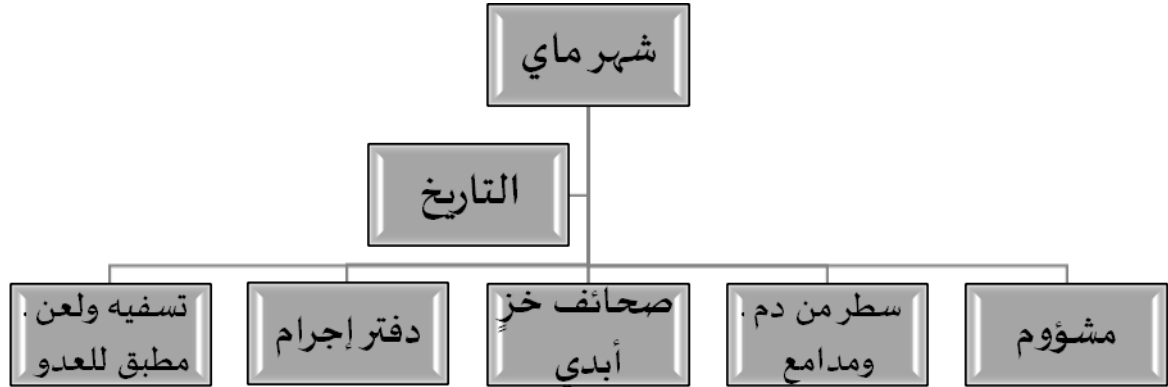 شهر ماي
التاريخ
مشؤوم
سطر من دم .
ومدامع
صحائف خزٍ
أبدي
دفتر إجرام
تسفيه ولعن .
مطبق للعدو